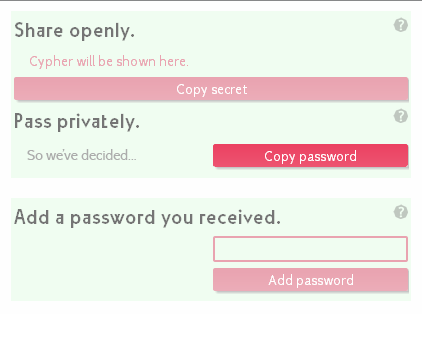 Share openly.
?
Cypher will be shown here.
Copy secret
Pass privately.
?
So we've decided...
Copy password
Add a password you received.
?
Add password